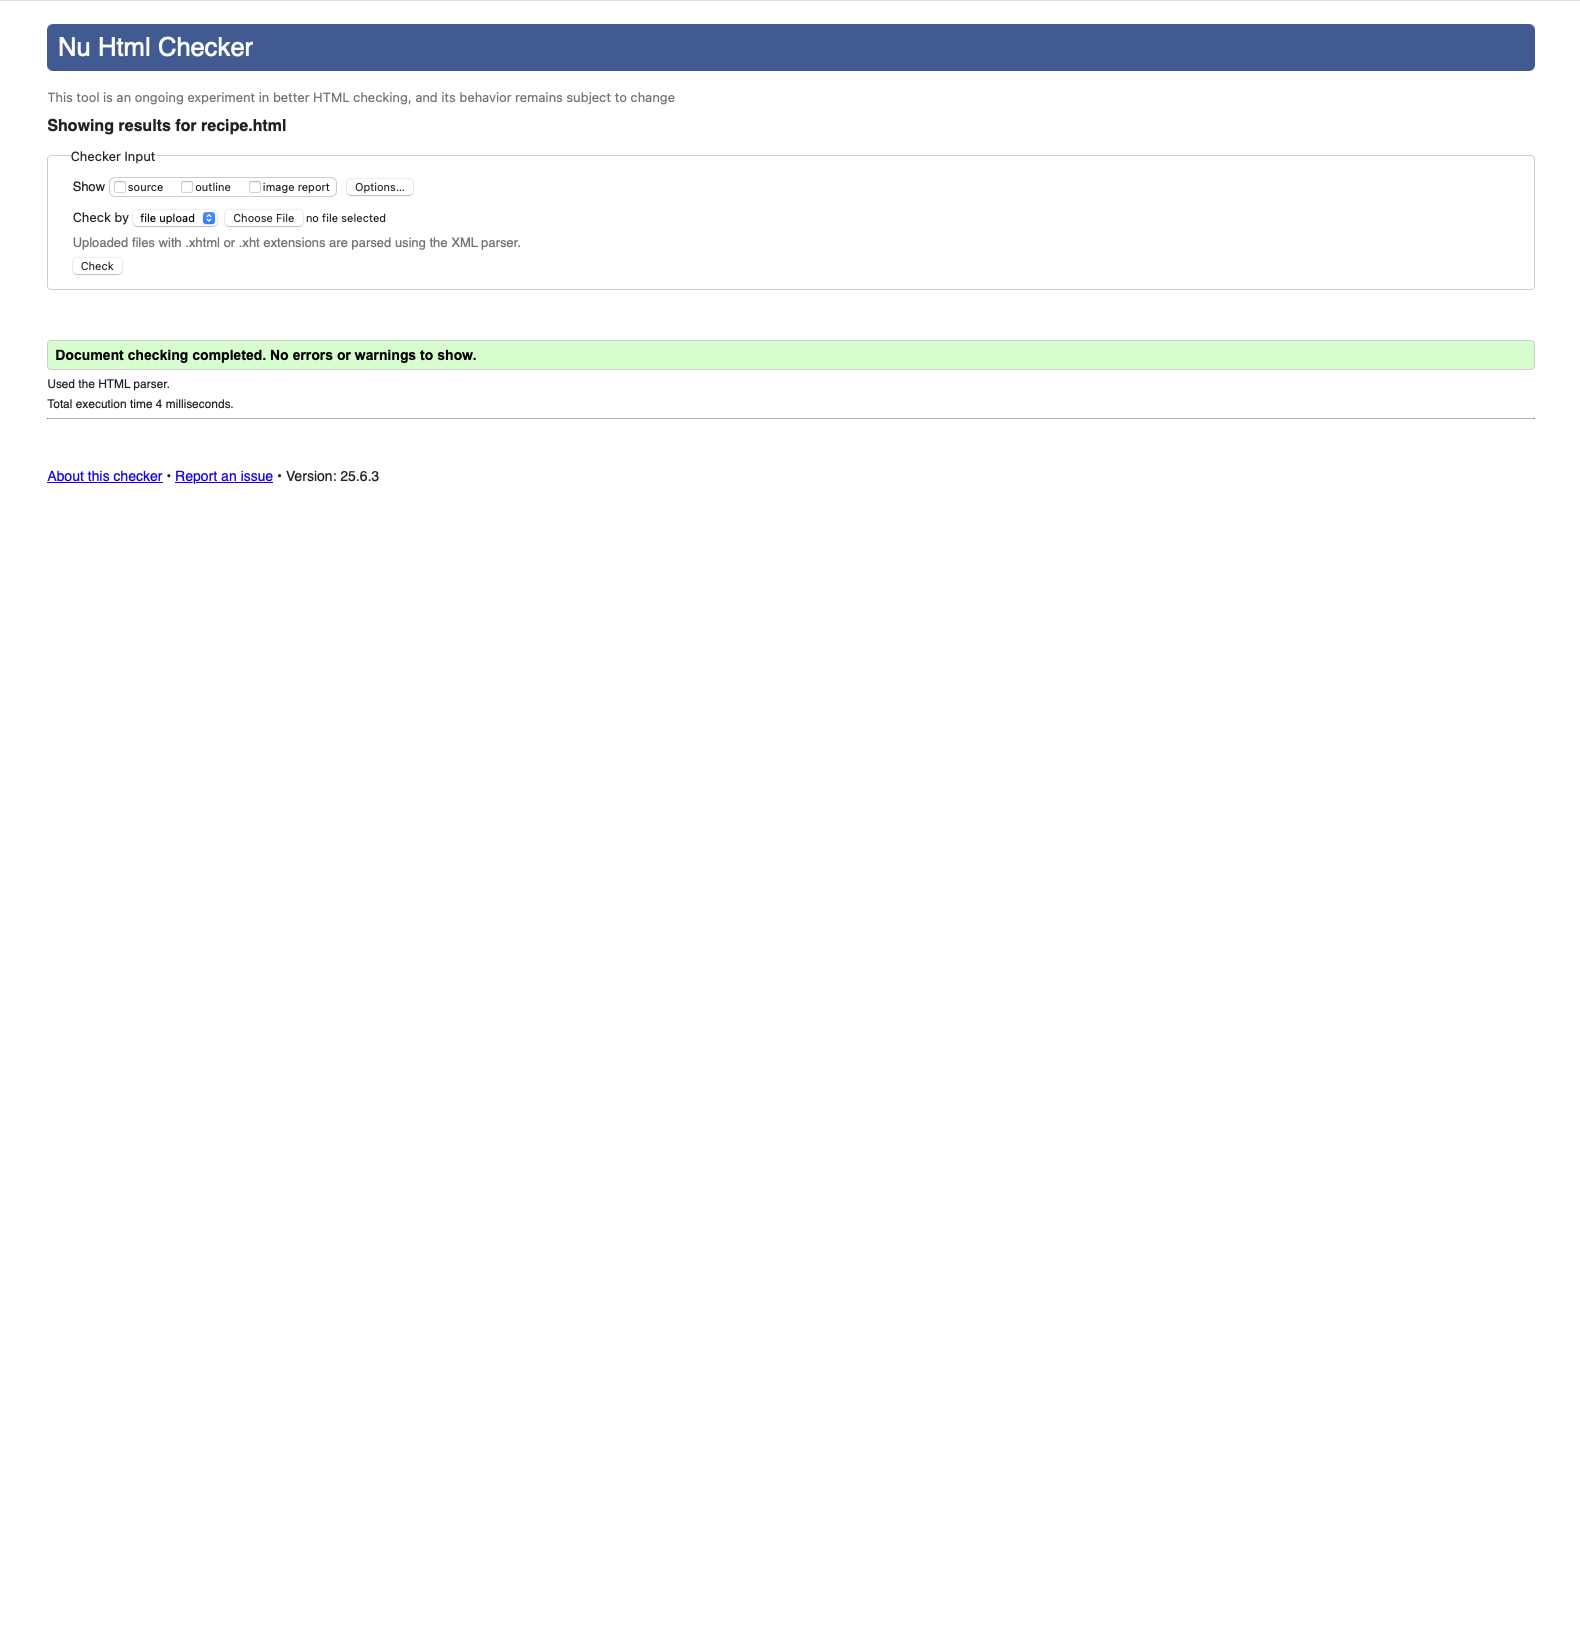 Nu Html Checker
This tool is an ongoing experiment in better HTML checking, and its behavior remains subject to change
Showing results for recipe.html
Checker Input
Show source outline image report Options...
Check by file upload Choose File no file selected
Uploaded files with .xhtml or .xht extensions are parsed using the XML parser.
Check
Document checking completed. No errors or warnings to show.
Used the HTML parser.
Total execution time 4 milliseconds.
About this checker • Report an issue • Version: 25.6.3